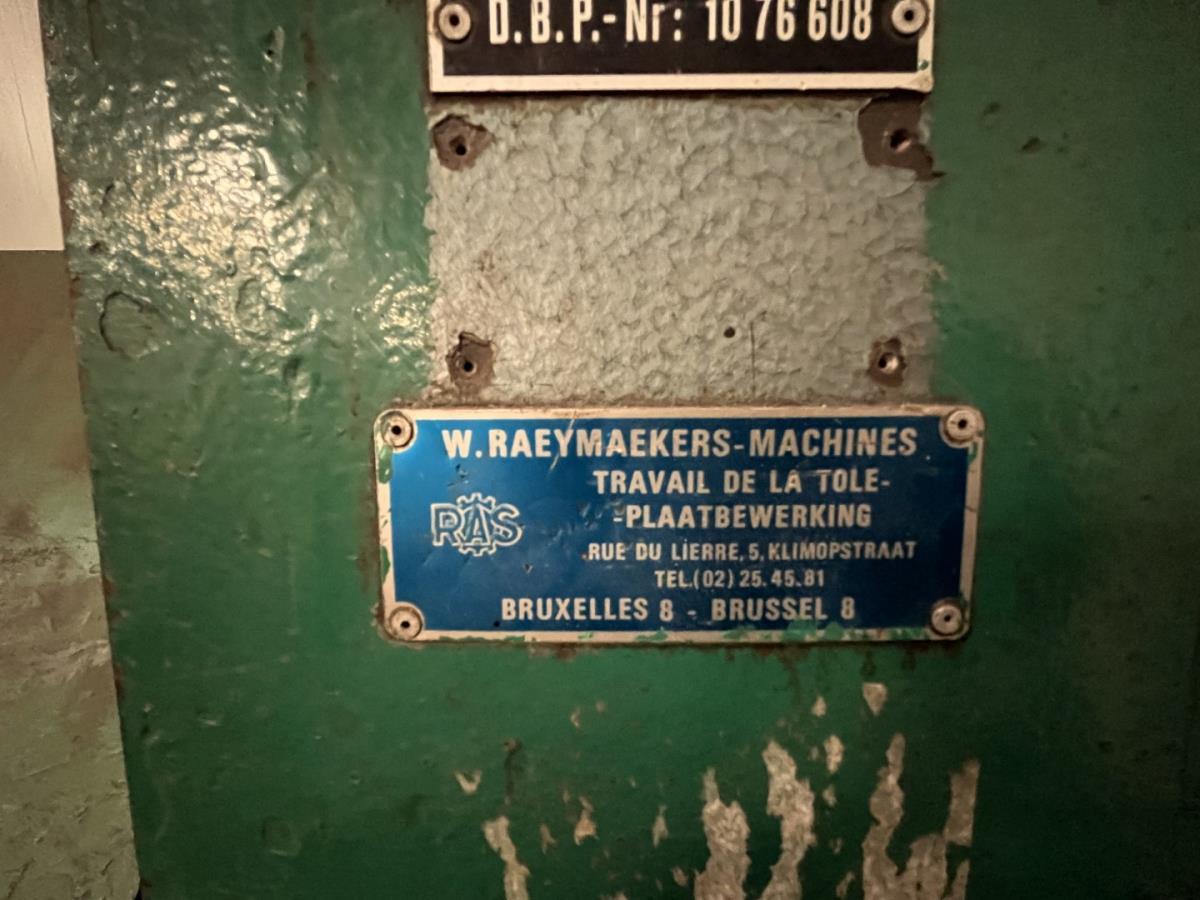 D.B.P.-Nr: 10 76 608
W. RAEYMAEKERS-MACHINES
TRAVAIL DE LA TOLE-
-PLAATBEWERKING
RAS
RUE DU LIERRE, 5, KLIMOPSTRAAT
TEL.(02) 25.45.81
BRUXELLES 8 - BRUSSEL 8